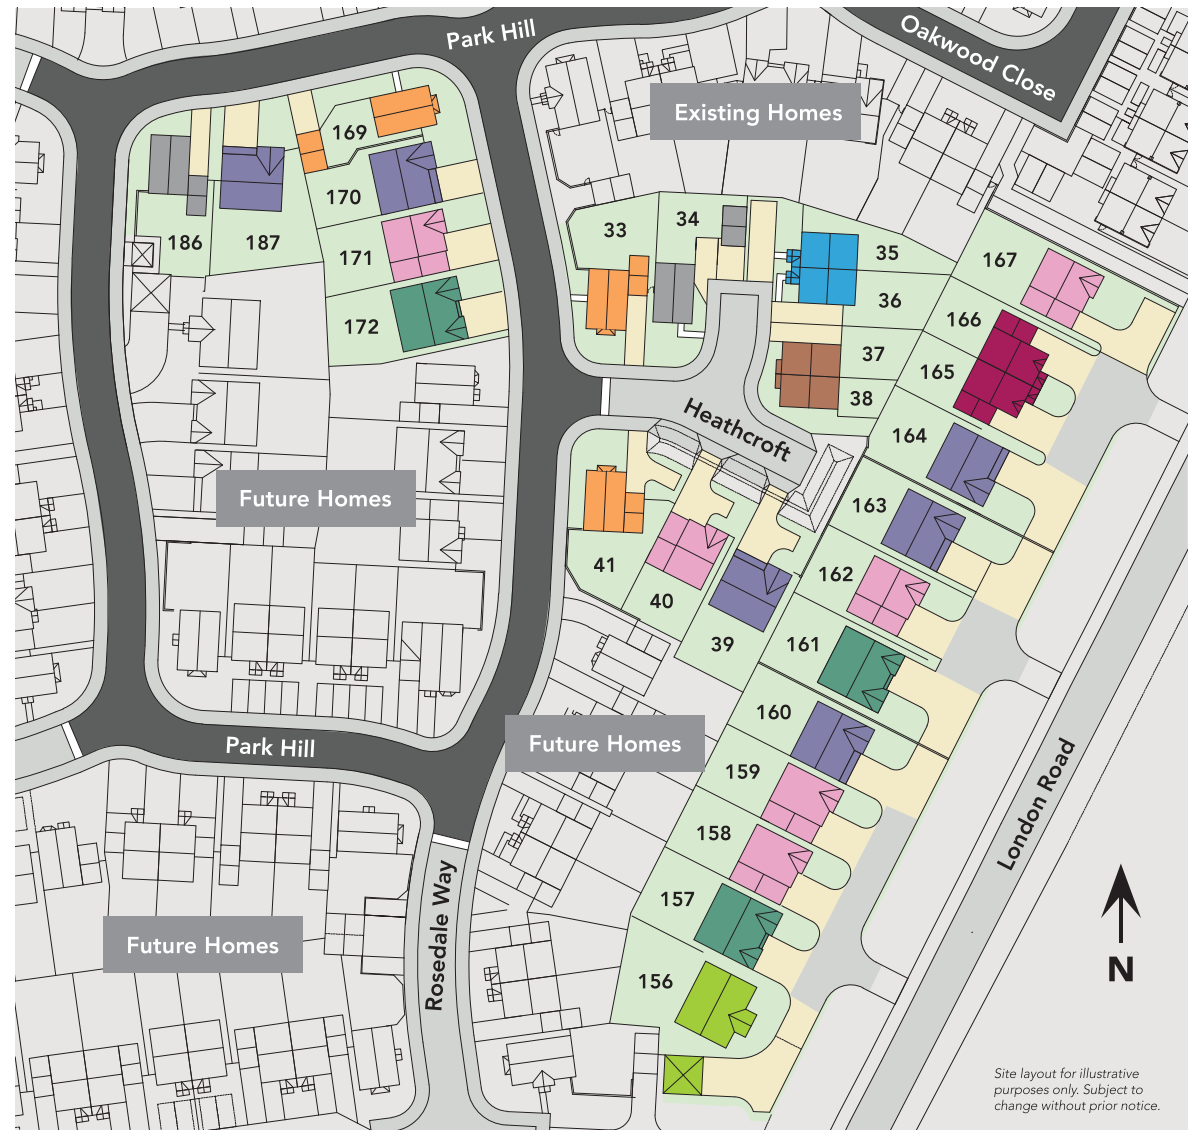 Park Hill
Oakwood Close
Existing Homes
169
170
171
172
186
187
33
34
35
36
37
38
167
166
165
164
163
162
161
160
159
158
157
156
Heathcroft
41
40
39
Future Homes
Future Homes
Park Hill
Future Homes
Rosedale Way
London Road
N
Site layout for illustrative
purposes only. Subject to
change without prior notice.